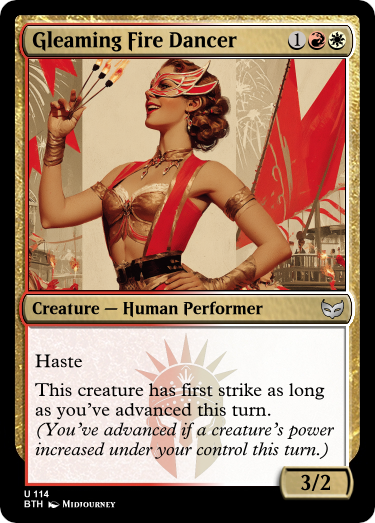 Gleaming Fire Dancer 1
Creature — Human Performer
Haste
This creature has first strike as long
as you've advanced this turn.
(You've advanced if a creature's power
increased under your control this turn.)
3/2
U 114
BTH Midjourney